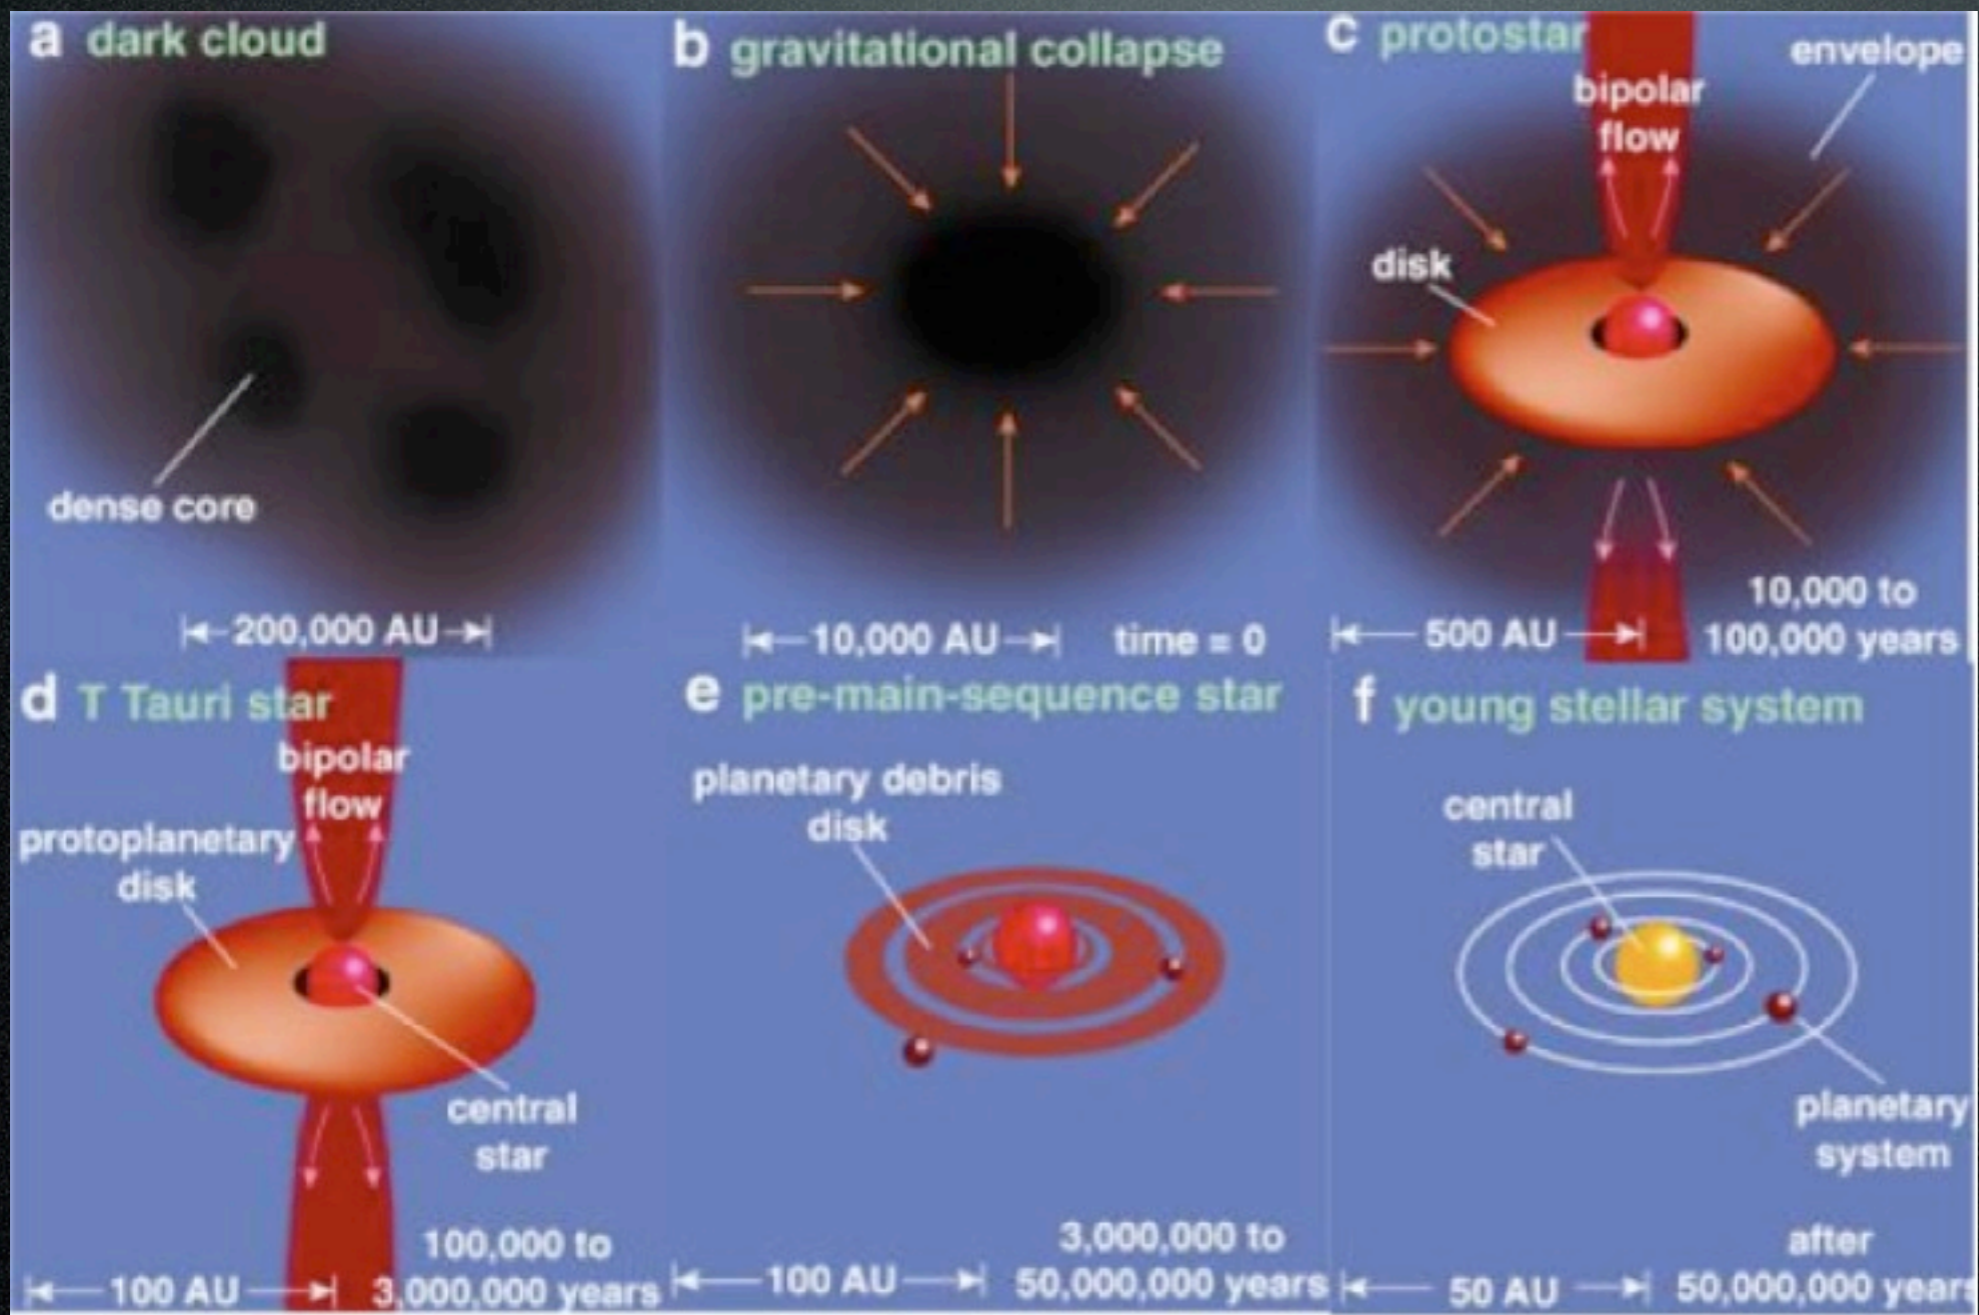 a dark cloud
dense core
200,000 AU
b gravitational collapse
10,000 AU
time = 0
c protostar
envelope
bipolar
flow
disk
500 AU
10,000 to
100,000 years
d T Tauri star
bipolar
flow
protoplanetary
disk
central
star
100 AU
100,000 to
3,000,000 years
e pre-main-sequence star
planetary debris
disk
100 AU
3,000,000 to
50,000,000 years
f young stellar system
central
star
planetary
system
50 AU
after
50,000,000 years